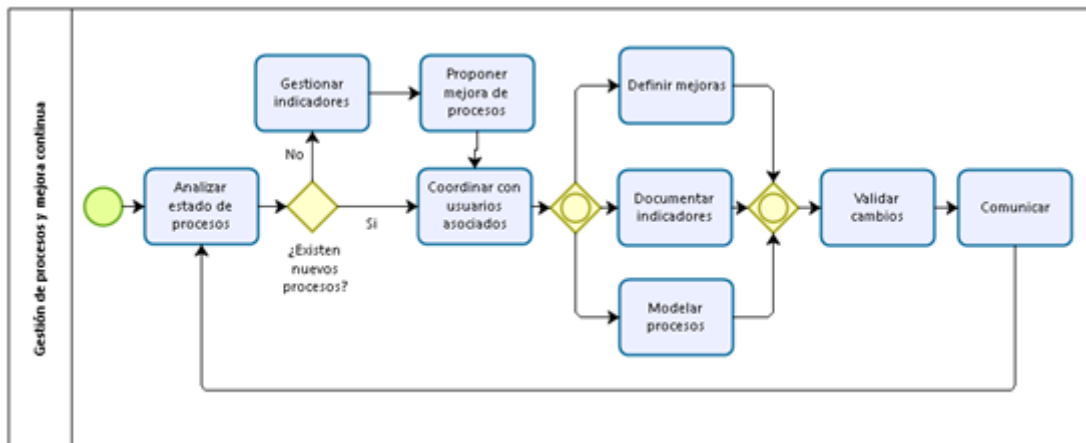 Gestión de procesos y mejora continua
Analizar
estado de
procesos
¿Existen
nuevos
procesos?
No
Si
Gestionar
indicadores
Proponer
mejora de
procesos
Coordinar con
usuarios
asociados
Definir mejoras
Documentar
indicadores
Modelar
procesos
Validar
cambios
Comunicar